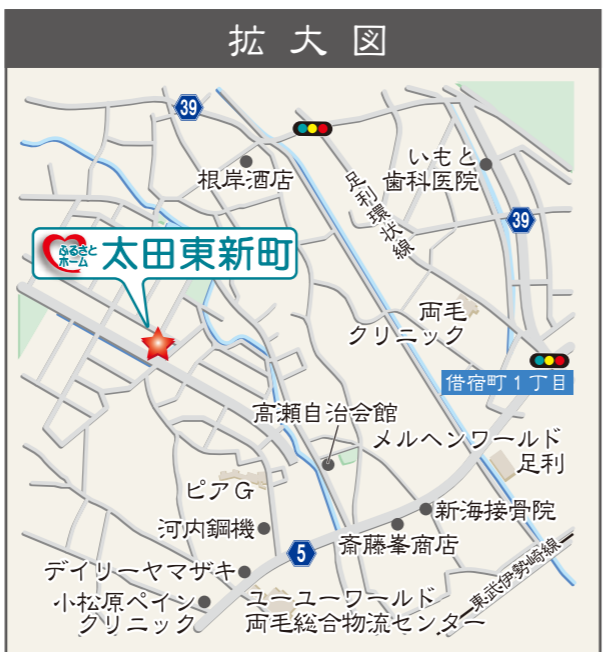 拡大図
39
根岸酒店
足利環状線
いもと
歯科医院
39
ふるさと
ホーム
太田東新町
両毛
クリニック
借宿町1丁目
高瀬自治会館
メルヘンワールド
足利
ピアG
新海接骨院
河内鋼機
斎藤峯商店
5
デイリーヤマザキ
東武伊勢崎線
小松原ペイン
クリニック
ユーユーワールド
両毛総合物流センター